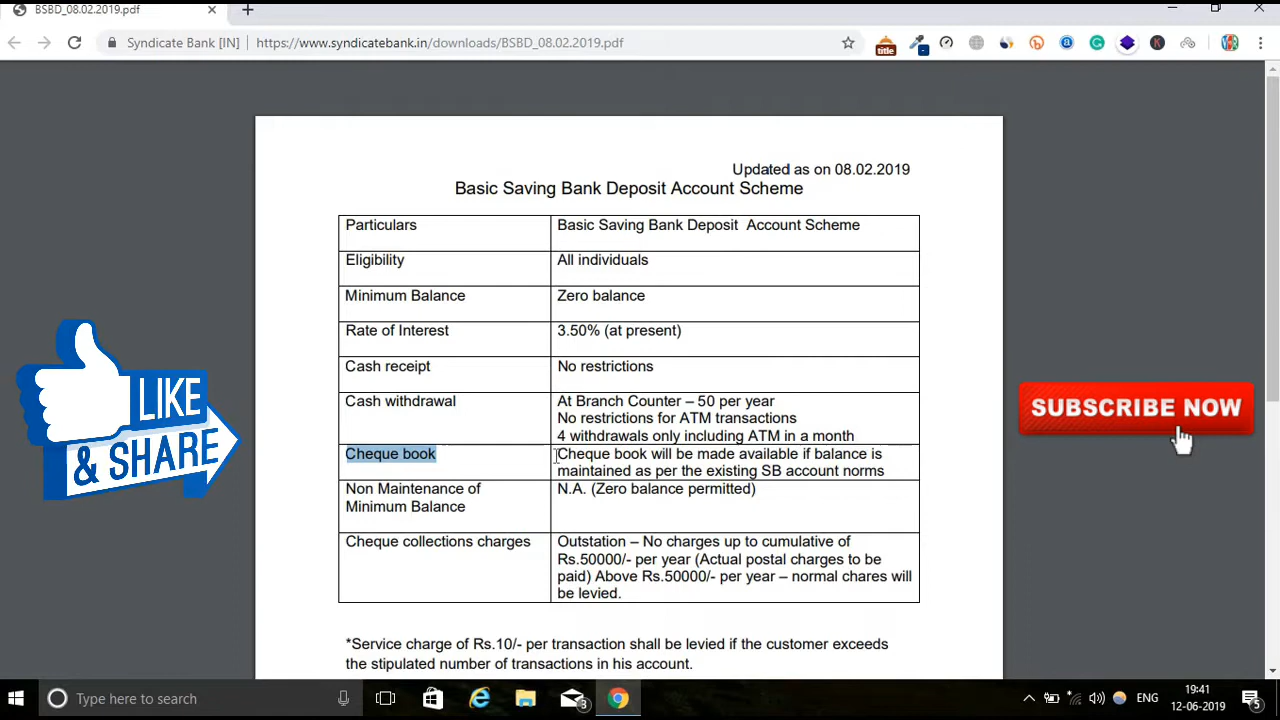 BSBD_08.02.2019.pdf
Syndicate Bank [IN] https://www.syndicatebank.in/downloads/BSBD_08.02.2019.pdf
title
Updated as on 08.02.2019
Basic Saving Bank Deposit Account Scheme
Particulars Basic Saving Bank Deposit Account Scheme
Eligibility All individuals
Minimum Balance Zero balance
Rate of Interest 3.50% (at present)
Cash receipt No restrictions
Cash withdrawal At Branch Counter – 50 per year
No restrictions for ATM transactions
4 withdrawals only including ATM in a month
Cheque book Cheque book will be made available if balance is
maintained as per the existing SB account norms
Non Maintenance of N.A. (Zero balance permitted)
Minimum Balance
Cheque collections charges Outstation – No charges up to cumulative of
Rs.50000/- per year (Actual postal charges to be
paid) Above Rs.50000/- per year – normal chares will
be levied.
*Service charge of Rs.10/- per transaction shall be levied if the customer exceeds
the stipulated number of transactions in his account.
LIKE
& SHARE
SUBSCRIBE NOW
Type here to search
3
ENG
19:41
12-06-2019
5